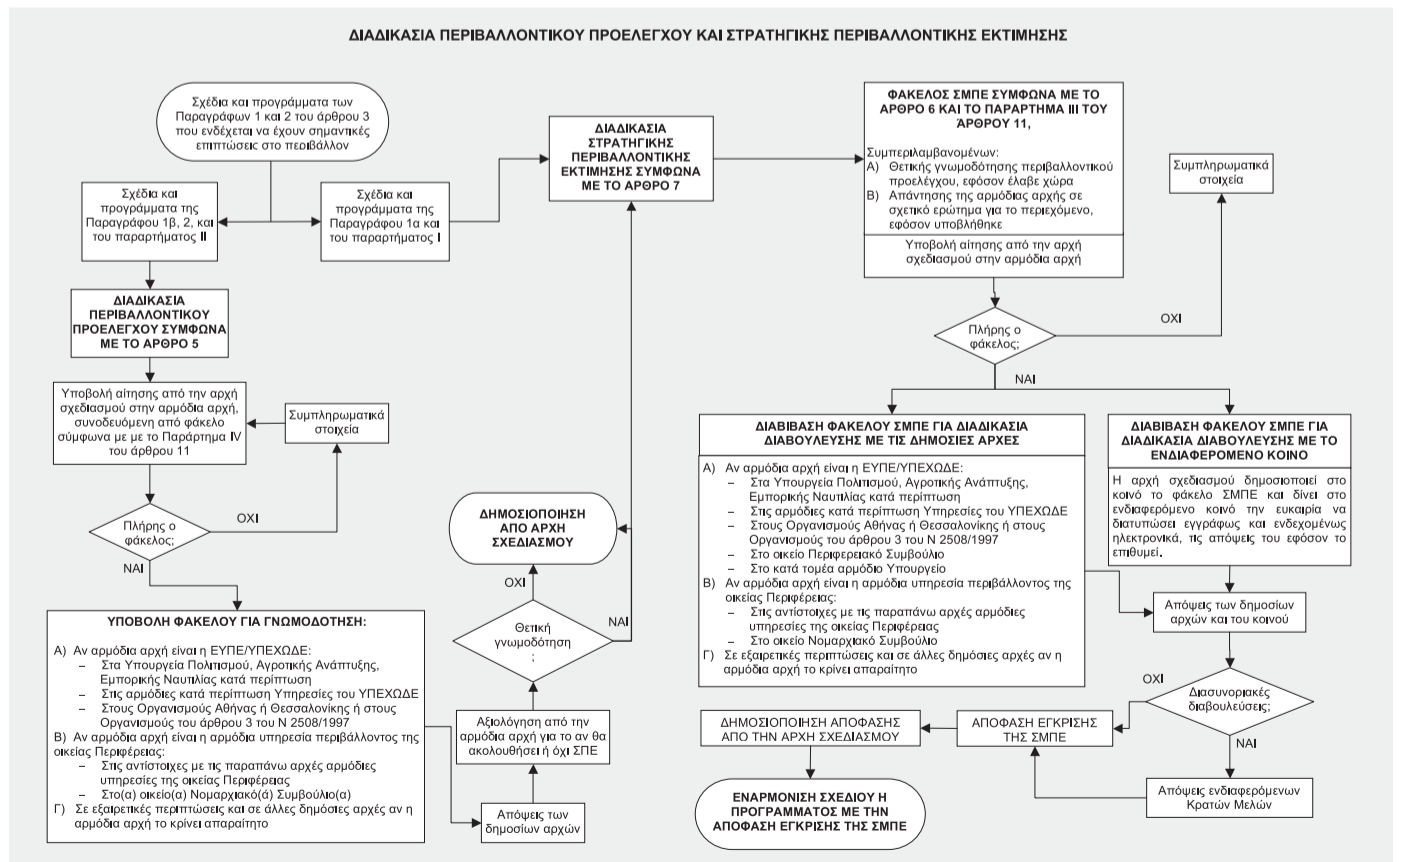 ΔΙΑΔΙΚΑΣΙΑ ΠΕΡΙΒΑΛΛΟΝΤΙΚΟΥ ΠΡΟΕΛΕΓΧΟΥ ΚΑΙ ΣΤΡΑΤΗΓΙΚΗΣ ΠΕΡΙΒΑΛΛΟΝΤΙΚΗΣ ΕΚΤΙΜΗΣΗΣ
Σχέδια και προγράμματα των
Παραγράφων 1 και 2 του άρθρου 3
που ενδέχεται να έχουν σημαντικές
επιπτώσεις στο περιβάλλον
Σχέδια και
προγράμματα της
Παραγράφου 1β, 2, και
του παραρτήματος ΙΙ
Σχέδια και
προγράμματα της
Παραγράφου 1α και
του παραρτήματος Ι
ΔΙΑΔΙΚΑΣΙΑ
ΠΕΡΙΒΑΛΛΟΝΤΙΚΟΥ
ΠΡΟΕΛΕΓΧΟΥ ΣΥΜΦΩΝΑ
ΜΕ ΤΟ ΑΡΘΡΟ 5
Υποβολή αίτησης από την αρχή
σχεδιασμού στην αρμόδια αρχή,
συνοδευόμενη από φάκελο
σύμφωνα με με το Παράρτημα IV
του άρθρου 11
Συμπληρωματικά
στοιχεία
Πλήρης ο
φάκελος;
ΟΧΙ
ΝΑΙ
ΥΠΟΒΟΛΗ ΦΑΚΕΛΟΥ ΓΙΑ ΓΝΩΜΟΔΟΤΗΣΗ:
Α) Αν αρμόδια αρχή είναι η ΕΥΠΕ/ΥΠΕΧΩΔΕ:
– Στα Υπουργεία Πολιτισμού, Αγροτικής Ανάπτυξης,
Εμπορικής Ναυτιλίας κατά περίπτωση
– Στις αρμόδιες κατά περίπτωση Υπηρεσίες του ΥΠΕΧΩΔΕ
– Στους Οργανισμούς Αθήνας ή Θεσσαλονίκης ή στους
Οργανισμούς του άρθρου 3 του Ν 2508/1997
Β) Αν αρμόδια αρχή είναι η αρμόδια υπηρεσία περιβάλλοντος της
οικείας Περιφέρειας:
– Στις αντίστοιχες με τις παραπάνω αρχές αρμόδιες
υπηρεσίες της οικείας Περιφέρειας
– Στο(α) οικείο(α) Νομαρχιακό(ά) Συμβούλιο(α)
Γ) Σε εξαιρετικές περιπτώσεις και σε άλλες δημόσιες αρχές αν η
αρμόδια αρχή το κρίνει απαραίτητο
Απόψεις των
δημοσίων αρχών
Αξιολόγηση από την
αρμόδια αρχή για το αν θα
ακολουθήσει ή όχι ΣΠΕ
Θετική
γνωμοδότηση
;
ΟΧΙ
ΝΑΙ
ΔΗΜΟΣΙΟΠΟΙΗΣΗ
ΑΠΟ ΑΡΧΗ
ΣΧΕΔΙΑΣΜΟΥ
ΔΙΑΔΙΚΑΣΙΑ
ΣΤΡΑΤΗΓΙΚΗΣ
ΠΕΡΙΒΑΛΛΟΝΤΙΚΗΣ
ΕΚΤΙΜΗΣΗΣ ΣΥΜΦΩΝΑ
ΜΕ ΤΟ ΑΡΘΡΟ 7
ΦΑΚΕΛΟΣ ΣΜΠΕ ΣΥΜΦΩΝΑ ΜΕ ΤΟ
ΑΡΘΡΟ 6 ΚΑΙ ΤΟ ΠΑΡΑΡΤΗΜΑ ΙΙΙ ΤΟΥ
ΆΡΘΡΟΥ 11,
Συμπεριλαμβανομένων:
Α) Θετικής γνωμοδότησης περιβαλλοντικού
προελέγχου, εφόσον έλαβε χώρα
Β) Απάντησης της αρμόδιας αρχής σε
σχετικό ερώτημα για το περιεχόμενο,
εφόσον υποβλήθηκε
Υποβολή αίτησης από την αρχή
σχεδιασμού στην αρμόδια αρχή
Συμπληρωματικά
στοιχεία
Πλήρης ο
φάκελος;
ΟΧΙ
ΝΑΙ
ΔΙΑΒΙΒΑΣΗ ΦΑΚΕΛΟΥ ΣΜΠΕ ΓΙΑ ΔΙΑΔΙΚΑΣΙΑ
ΔΙΑΒΟΥΛΕΥΣΗΣ ΜΕ ΤΙΣ ΔΗΜΟΣΙΕΣ ΑΡΧΕΣ
Α) Αν αρμόδια αρχή είναι η ΕΥΠΕ/ΥΠΕΧΩΔΕ:
– Στα Υπουργεία Πολιτισμού, Αγροτικής Ανάπτυξης,
Εμπορικής Ναυτιλίας κατά περίπτωση
– Στις αρμόδιες κατά περίπτωση Υπηρεσίες του ΥΠΕΧΩΔΕ
– Στους Οργανισμούς Αθήνας ή Θεσσαλονίκης ή στους
Οργανισμούς του άρθρου 3 του Ν 2508/1997
– Στο οικείο Περιφερειακό Συμβούλιο
– Στο κατά τομέα αρμόδιο Υπουργείο
Β) Αν αρμόδια αρχή είναι η αρμόδια υπηρεσία περιβάλλοντος της
οικείας Περιφέρειας:
– Στις αντίστοιχες με τις παραπάνω αρχές αρμόδιες
υπηρεσίες της οικείας Περιφέρειας
– Στο οικείο Νομαρχιακό Συμβούλιο
Γ) Σε εξαιρετικές περιπτώσεις και σε άλλες δημόσιες αρχές αν η
αρμόδια αρχή το κρίνει απαραίτητο
ΔΙΑΒΙΒΑΣΗ ΦΑΚΕΛΟΥ ΣΜΠΕ ΓΙΑ
ΔΙΑΔΙΚΑΣΙΑ ΔΙΑΒΟΥΛΕΥΣΗΣ ΜΕ ΤΟ
ΕΝΔΙΑΦΕΡΟΜΕΝΟ ΚΟΙΝΟ
Η αρχή σχεδιασμού δημοσιοποιεί στο
κοινό το φάκελο ΣΜΠΕ και δίνει στο
ενδιαφερόμενο κοινό την ευκαιρία να
διατυπώσει εγγράφως και ενδεχομένως
ηλεκτρονικά, τις απόψεις του εφόσον το
επιθυμεί.
Απόψεις των δημοσίων
αρχών και του κοινού
Διασυνοριακές
διαβουλεύσεις;
ΟΧΙ
ΝΑΙ
Απόψεις ενδιαφερόμενων
Κρατών Μελών
ΑΠΟΦΑΣΗ ΕΓΚΡΙΣΗΣ
ΤΗΣ ΣΜΠΕ
ΔΗΜΟΣΙΟΠΟΙΗΣΗ ΑΠΟΦΑΣΗΣ
ΑΠΟ ΤΗΝ ΑΡΧΗ ΣΧΕΔΙΑΣΜΟΥ
ΕΝΑΡΜΟΝΙΣΗ ΣΧΕΔΙΟΥ Η
ΠΡΟΓΡΑΜΜΑΤΟΣ ΜΕ ΤΗΝ
ΑΠΟΦΑΣΗ ΕΓΚΡΙΣΗΣ ΤΗΣ ΣΜΠΕ